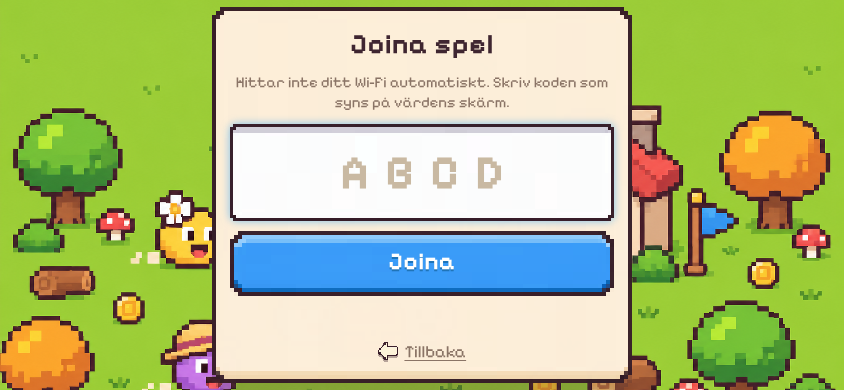 Joina spel
Hittar inte ditt Wi-Fi automatiskt. Skriv koden som
syns på värdens skärm.
ABCD
Joina
Tillbaka